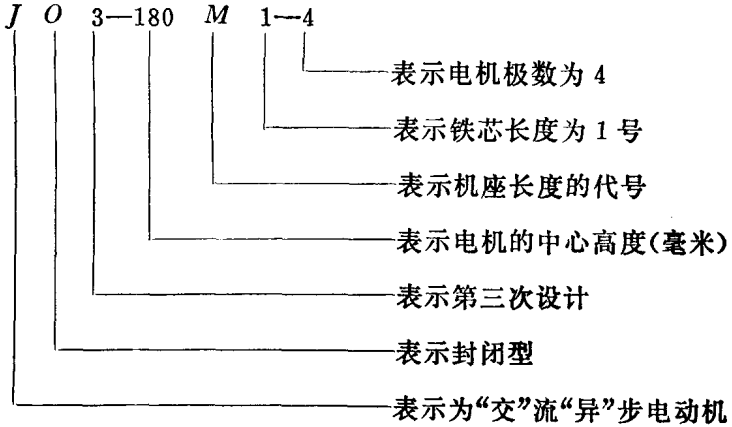 J O 3—180 M 1—4
表示电机极数为 4
表示铁芯长度为 1 号
表示机座长度的代号
表示电机的中心高度(毫米)
表示第三次设计
表示封闭型
表示为“交”流“异”步电动机